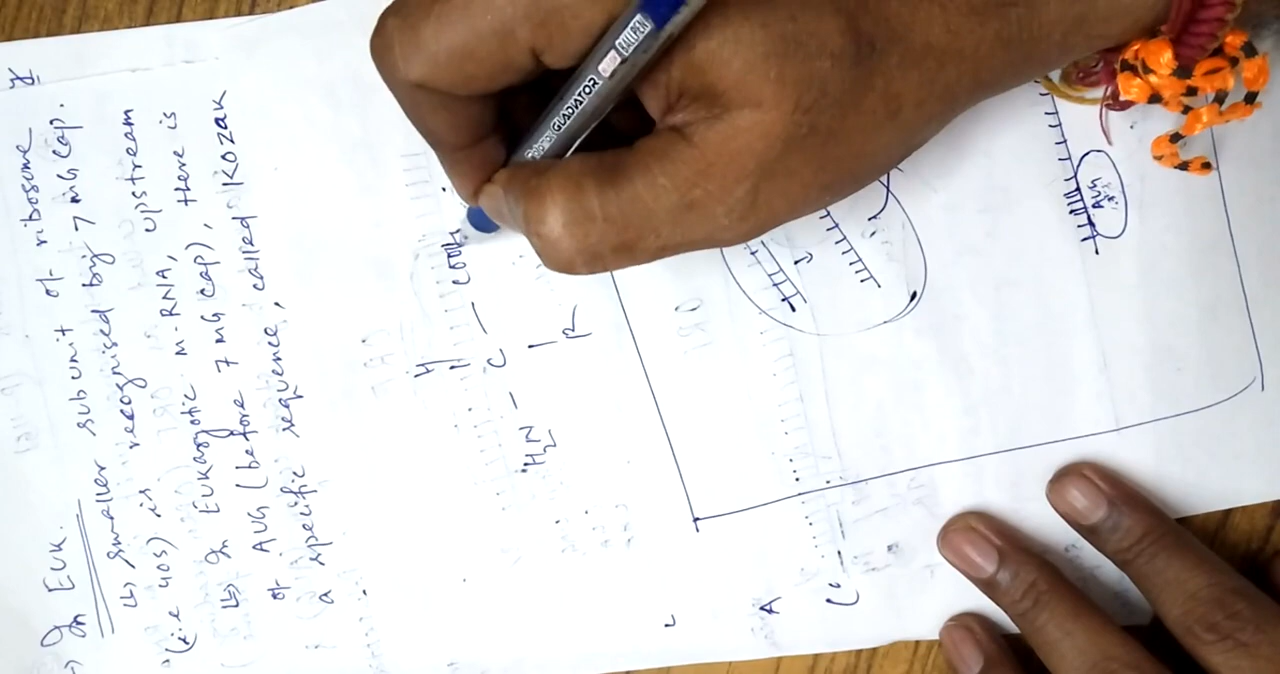 → In EUK.
↳ smaller subunit of ribosome
(i.e 40s) is recognised by 7 MG Cap.
↳ In Eukaryotic m-RNA, upstream
of AUG (before 7 MG Cap), there is
a specific sequence, called KOZAK
H
H2N - C - COOH
R
AUG
A
GLADIATOR BALLPEN